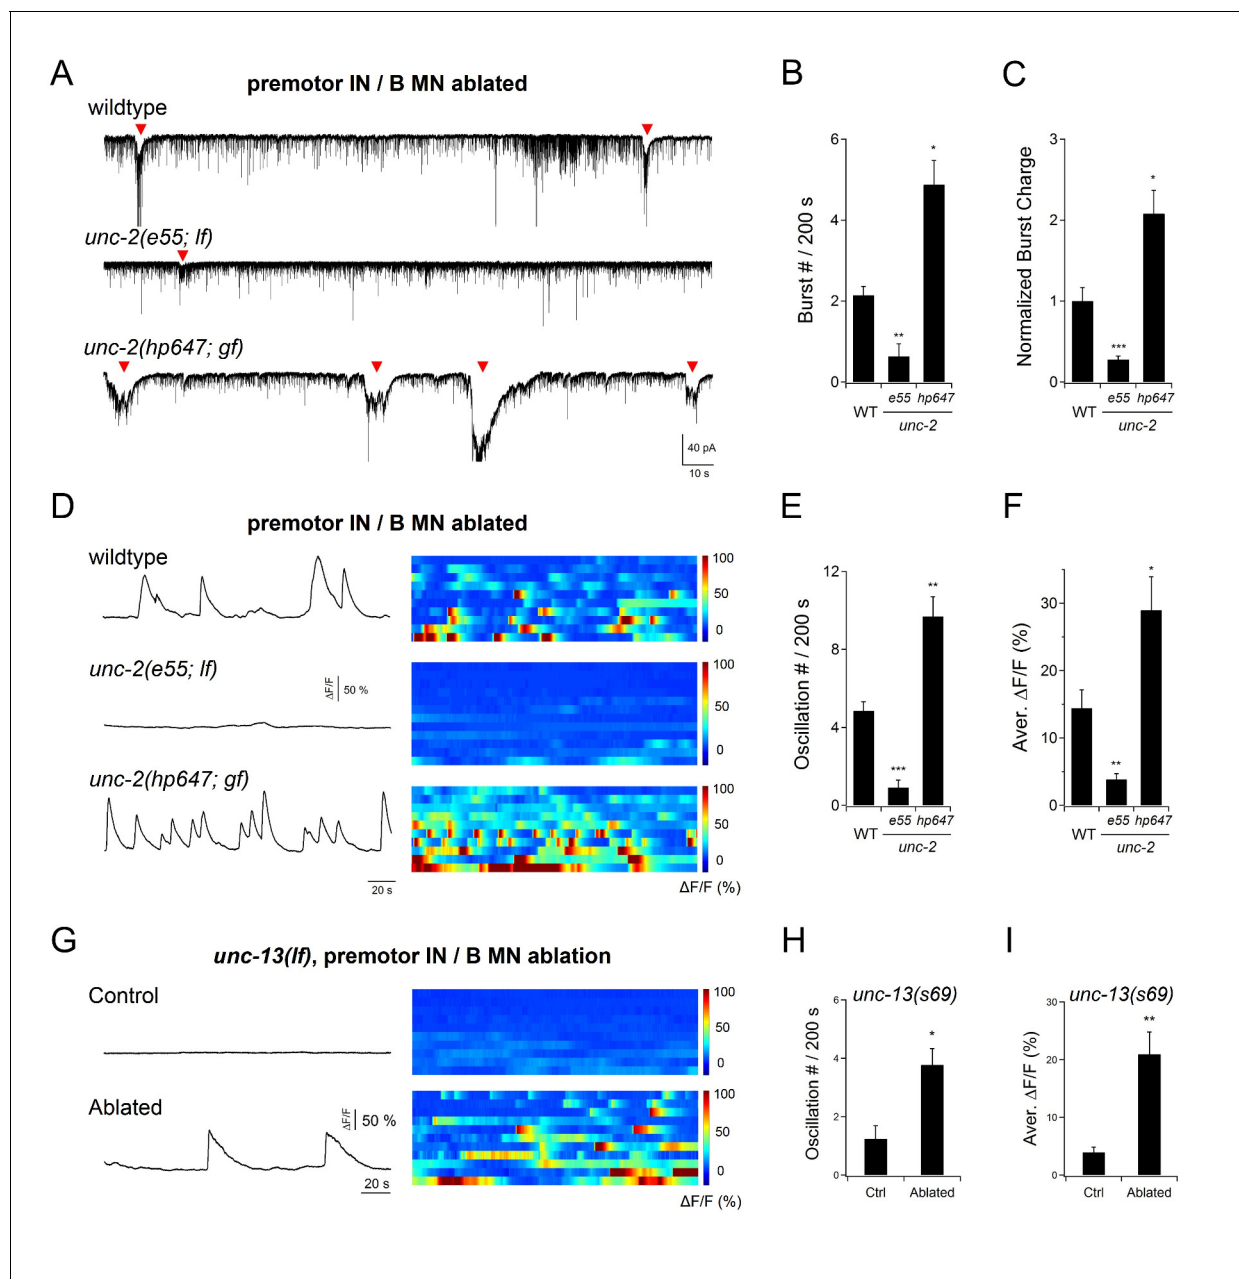 A
premotor IN / B MN ablated
wildtype
unc-2(e55; lf)
unc-2(hp647; gf)
40 pA
10 s
B
Burst # / 200 s
6
4
2
0
**
*
WT
e55 hp647
unc-2
C
Normalized Burst Charge
3
2
1
0
***
*
WT
e55 hp647
unc-2
D
premotor IN / B MN ablated
wildtype
100
50
0
unc-2(e55; lf)
ΔF/F
50 %
100
50
0
unc-2(hp647; gf)
100
50
0
20 s
ΔF/F (%)
E
Oscillation # / 200 s
12
8
4
0
***
**
WT
e55 hp647
unc-2
F
Aver. ΔF/F (%)
30
15
0
**
*
WT
e55 hp647
unc-2
G
unc-13(lf), premotor IN / B MN ablation
Control
100
50
0
Ablated
ΔF/F
50 %
20 s
100
50
0
ΔF/F (%)
H
unc-13(s69)
Oscillation # / 200 s
6
4
2
0
*
Ctrl
Ablated
I
unc-13(s69)
Aver. ΔF/F (%)
30
20
10
0
**
Ctrl
Ablated